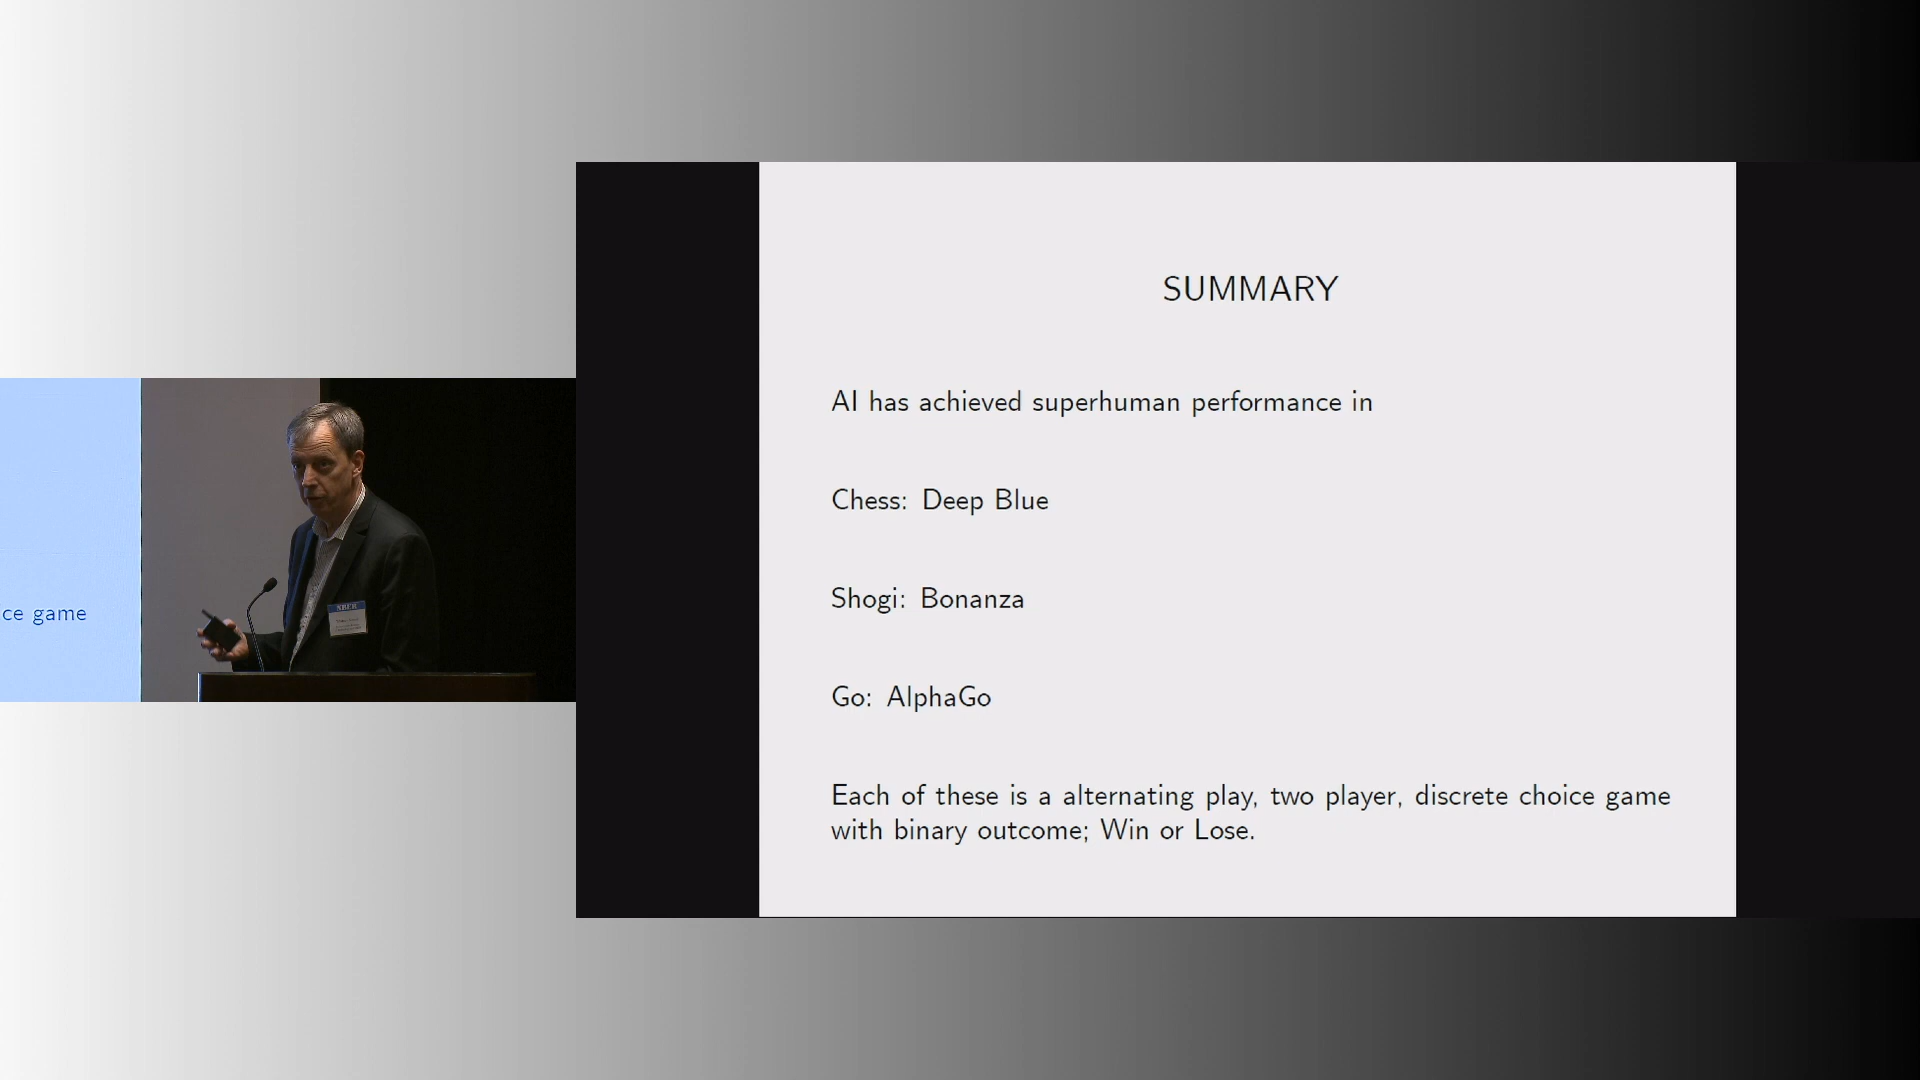 SUMMARY
AI has achieved superhuman performance in
Chess: Deep Blue
Shogi: Bonanza
Go: AlphaGo
Each of these is a alternating play, two player, discrete choice game
with binary outcome; Win or Lose.
ce game
NBER